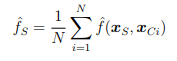 $\hat{f}_S = \frac{1}{N} \sum_{i=1}^{N} \hat{f}(\boldsymbol{x}_S, \boldsymbol{x}_{Ci})$